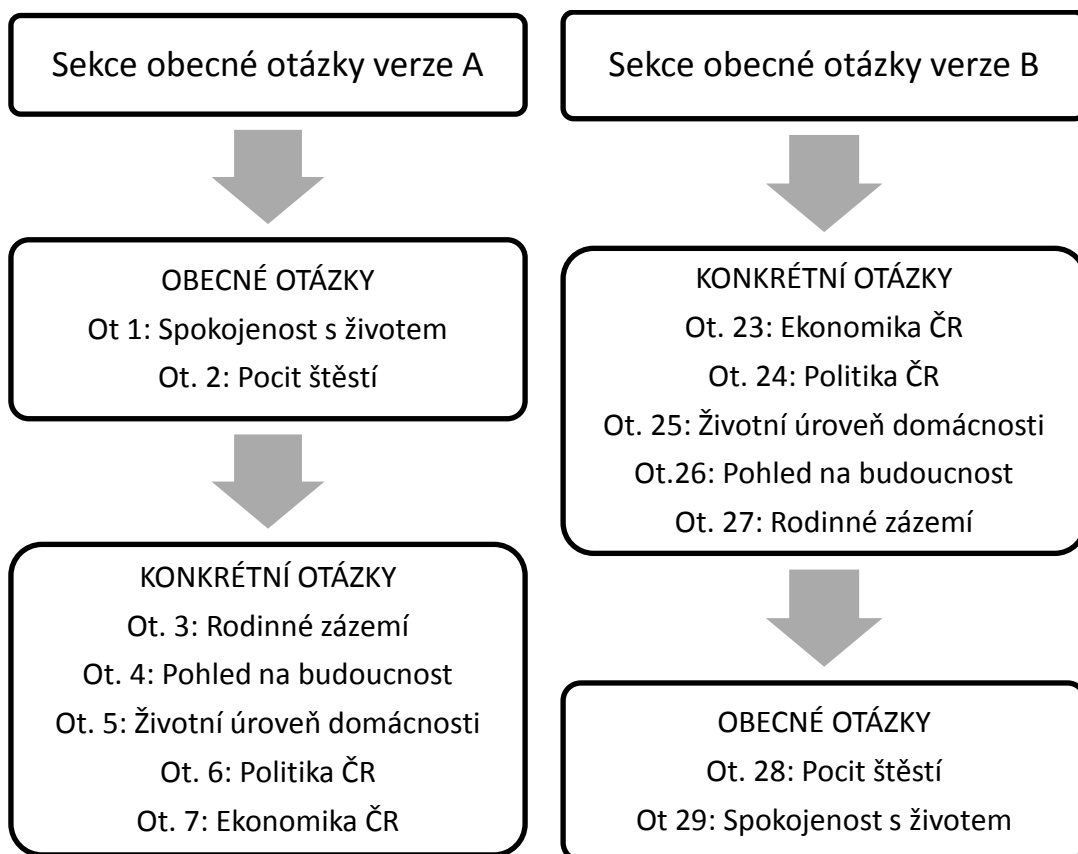 Sekce obecné otázky verze A
OBECNÉ OTÁZKY
Ot 1: Spokojenost s životem
Ot. 2: Pocit štěstí
KONKRÉTNÍ OTÁZKY
Ot. 3: Rodinné zázemí
Ot. 4: Pohled na budoucnost
Ot. 5: Životní úroveň domácnosti
Ot. 6: Politika ČR
Ot. 7: Ekonomika ČR
Sekce obecné otázky verze B
KONKRÉTNÍ OTÁZKY
Ot. 23: Ekonomika ČR
Ot. 24: Politika ČR
Ot. 25: Životní úroveň domácnosti
Ot.26: Pohled na budoucnost
Ot. 27: Rodinné zázemí
OBECNÉ OTÁZKY
Ot. 28: Pocit štěstí
Ot 29: Spokojenost s životem